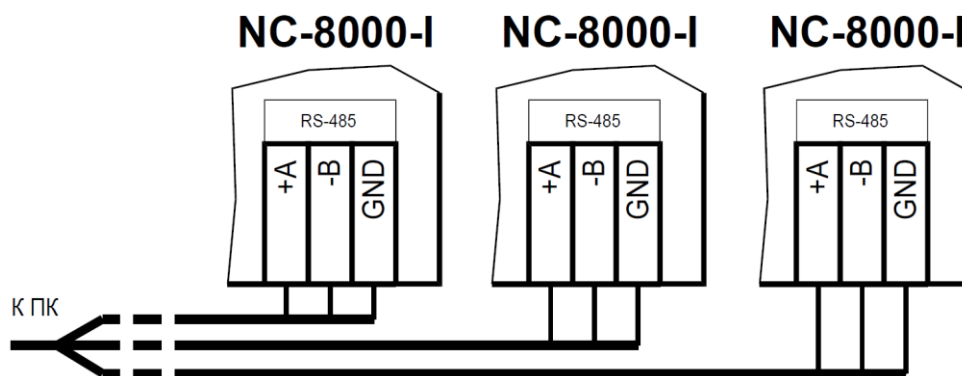 NC-8000-I NC-8000-I NC-8000-I
RS-485 RS-485 RS-485
+A -B GND +A -B GND +A -B GND
К ПК